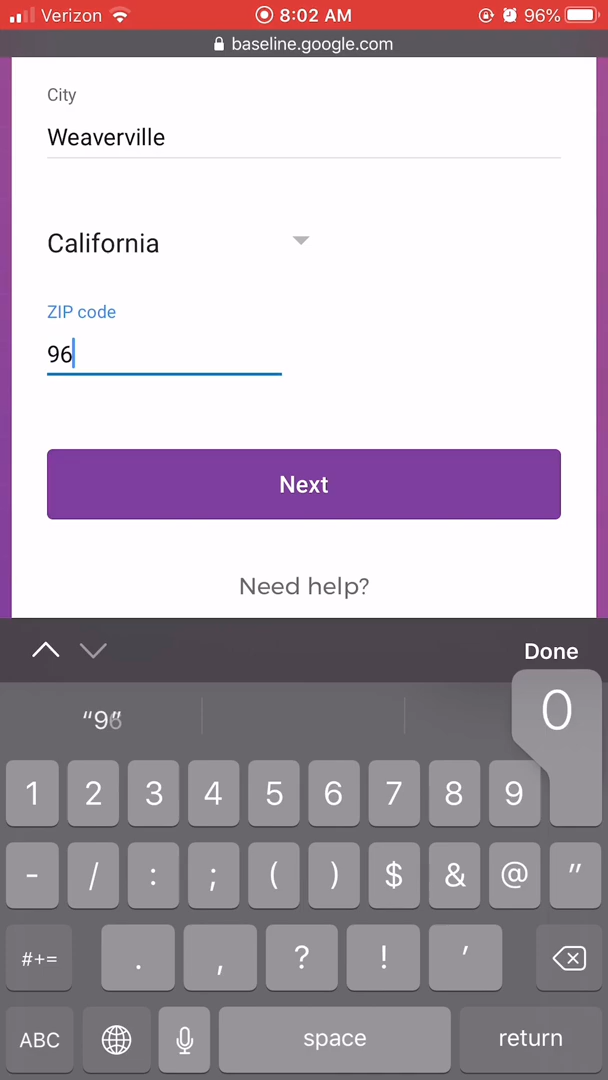 Verizon 8:02 AM 96%
baseline.google.com
City
Weaverville
California
ZIP code
96
Next
Need help?
Done
“96” 0
1 2 3 4 5 6 7 8 9
- / : ; ( ) $ & @ ”
#+= . , ? ! ’
ABC space return